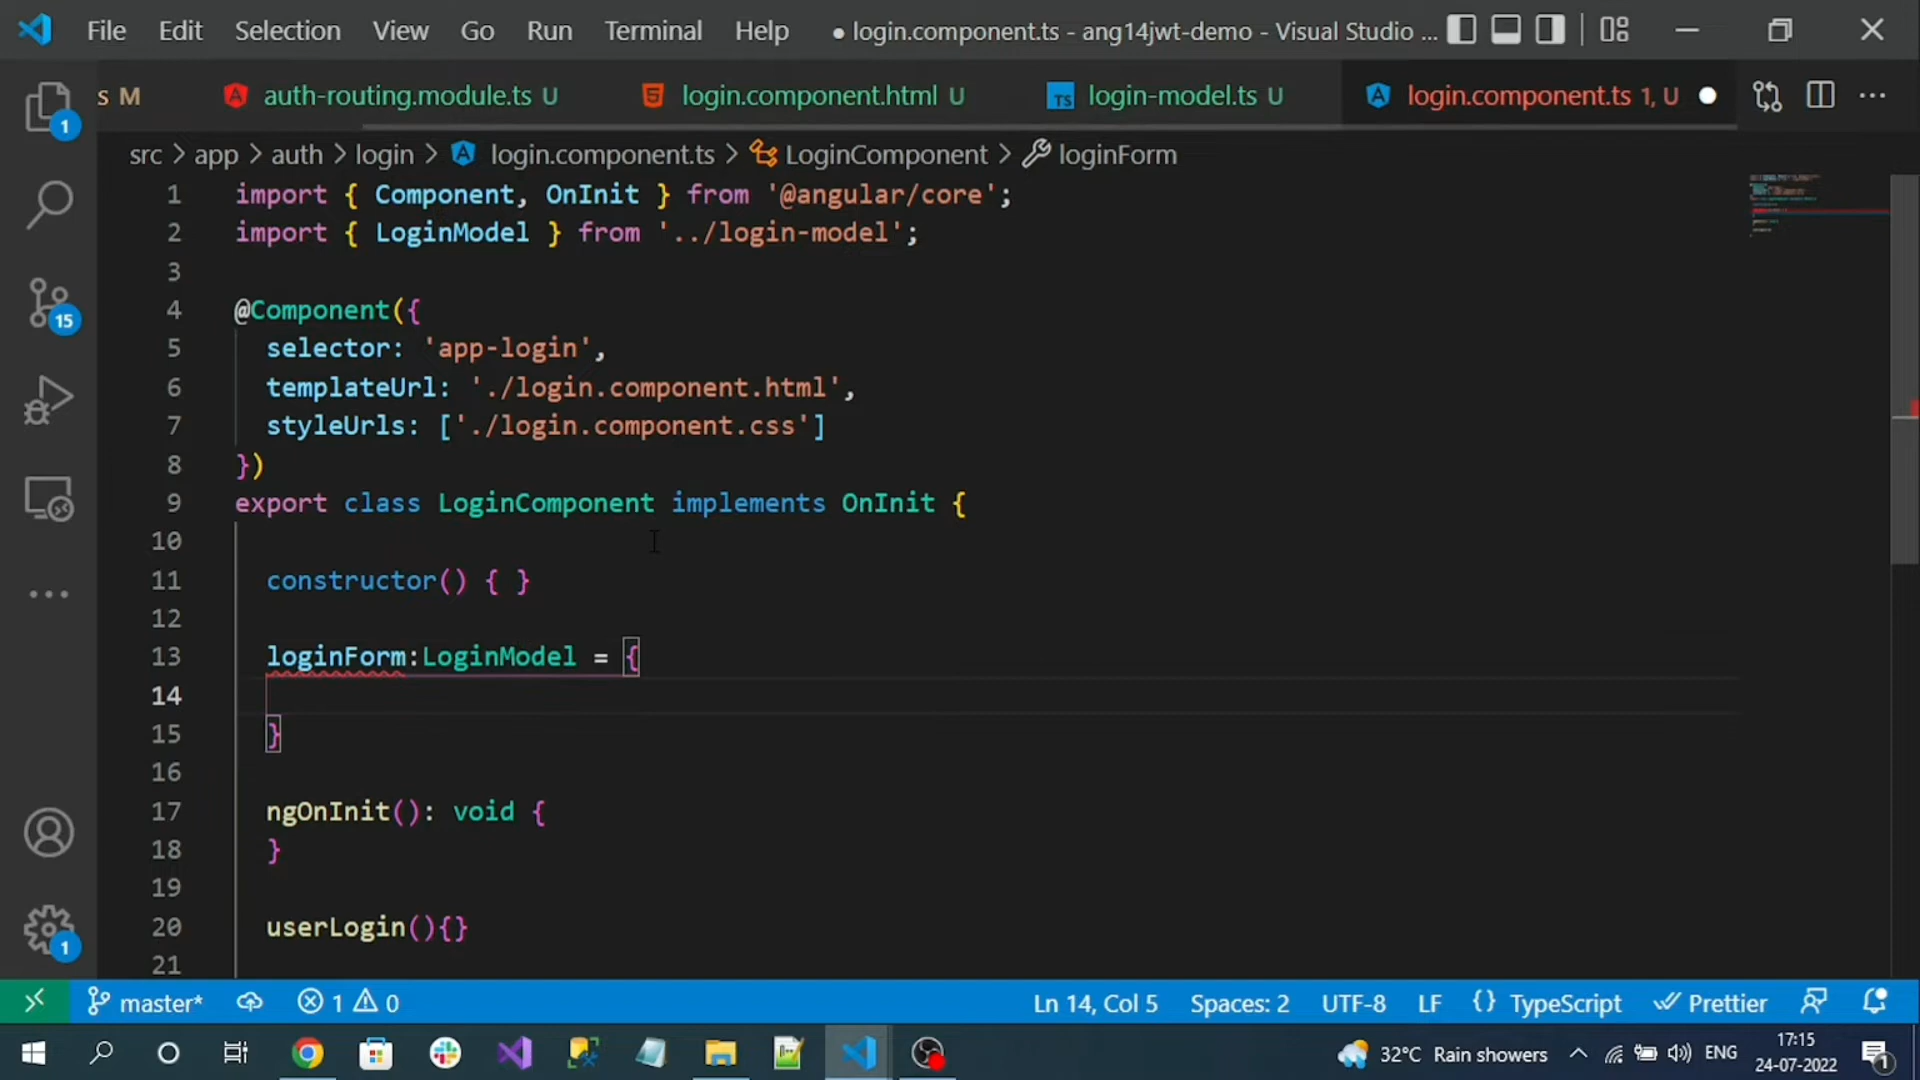 File Edit Selection View Go Run Terminal Help ● login.component.ts - ang14jwt-demo - Visual Studio ...
s M auth-routing.module.ts U login.component.html U TS login-model.ts U login.component.ts 1, U
src > app > auth > login > login.component.ts > LoginComponent > loginForm
1 import { Component, OnInit } from '@angular/core';
2 import { LoginModel } from '../login-model';
3
4 @Component({
5 selector: 'app-login',
6 templateUrl: './login.component.html',
7 styleUrls: ['./login.component.css']
8 })
9 export class LoginComponent implements OnInit {
10
11 constructor() { }
12
13 loginForm:LoginModel = {
14
15 }
16
17 ngOnInit(): void {
18 }
19
20 userLogin(){}
21
1
15
1
master* 1 0 Ln 14, Col 5 Spaces: 2 UTF-8 LF {} TypeScript Prettier
32°C Rain showers ENG 17:15
24-07-2022 1